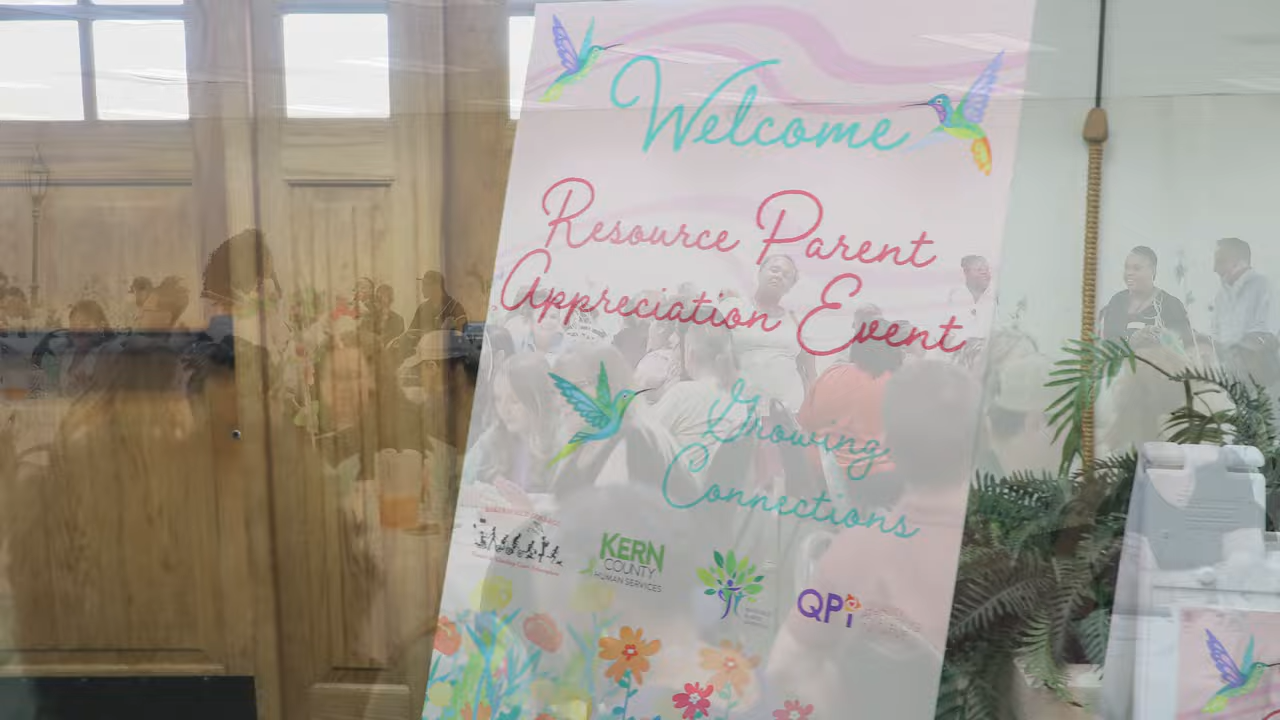 Welcome
Resource Parent
Appreciation Event
Growing
Connections
KERN
COUNTY
HUMAN SERVICES
QPi